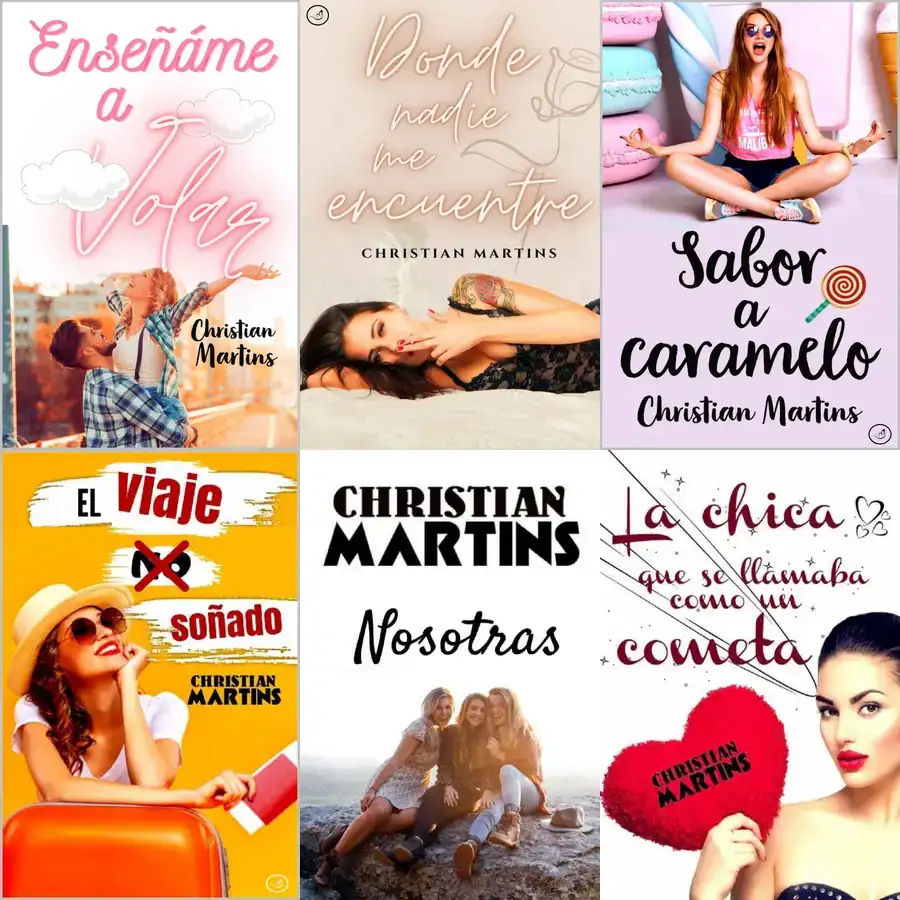 Enseñáme
a
Volar
Christian
Martins
Donde
nadie
me
encuentre
CHRISTIAN MARTINS
MALIBU
Sabor
a
caramelo
Christian Martins
EL viaje
NO
soñado
CHRISTIAN
MARTINS
CHRISTIAN
MARTINS
Nosotras
La chica
que se llamaba
como un
cometa
CHRISTIAN
MARTINS